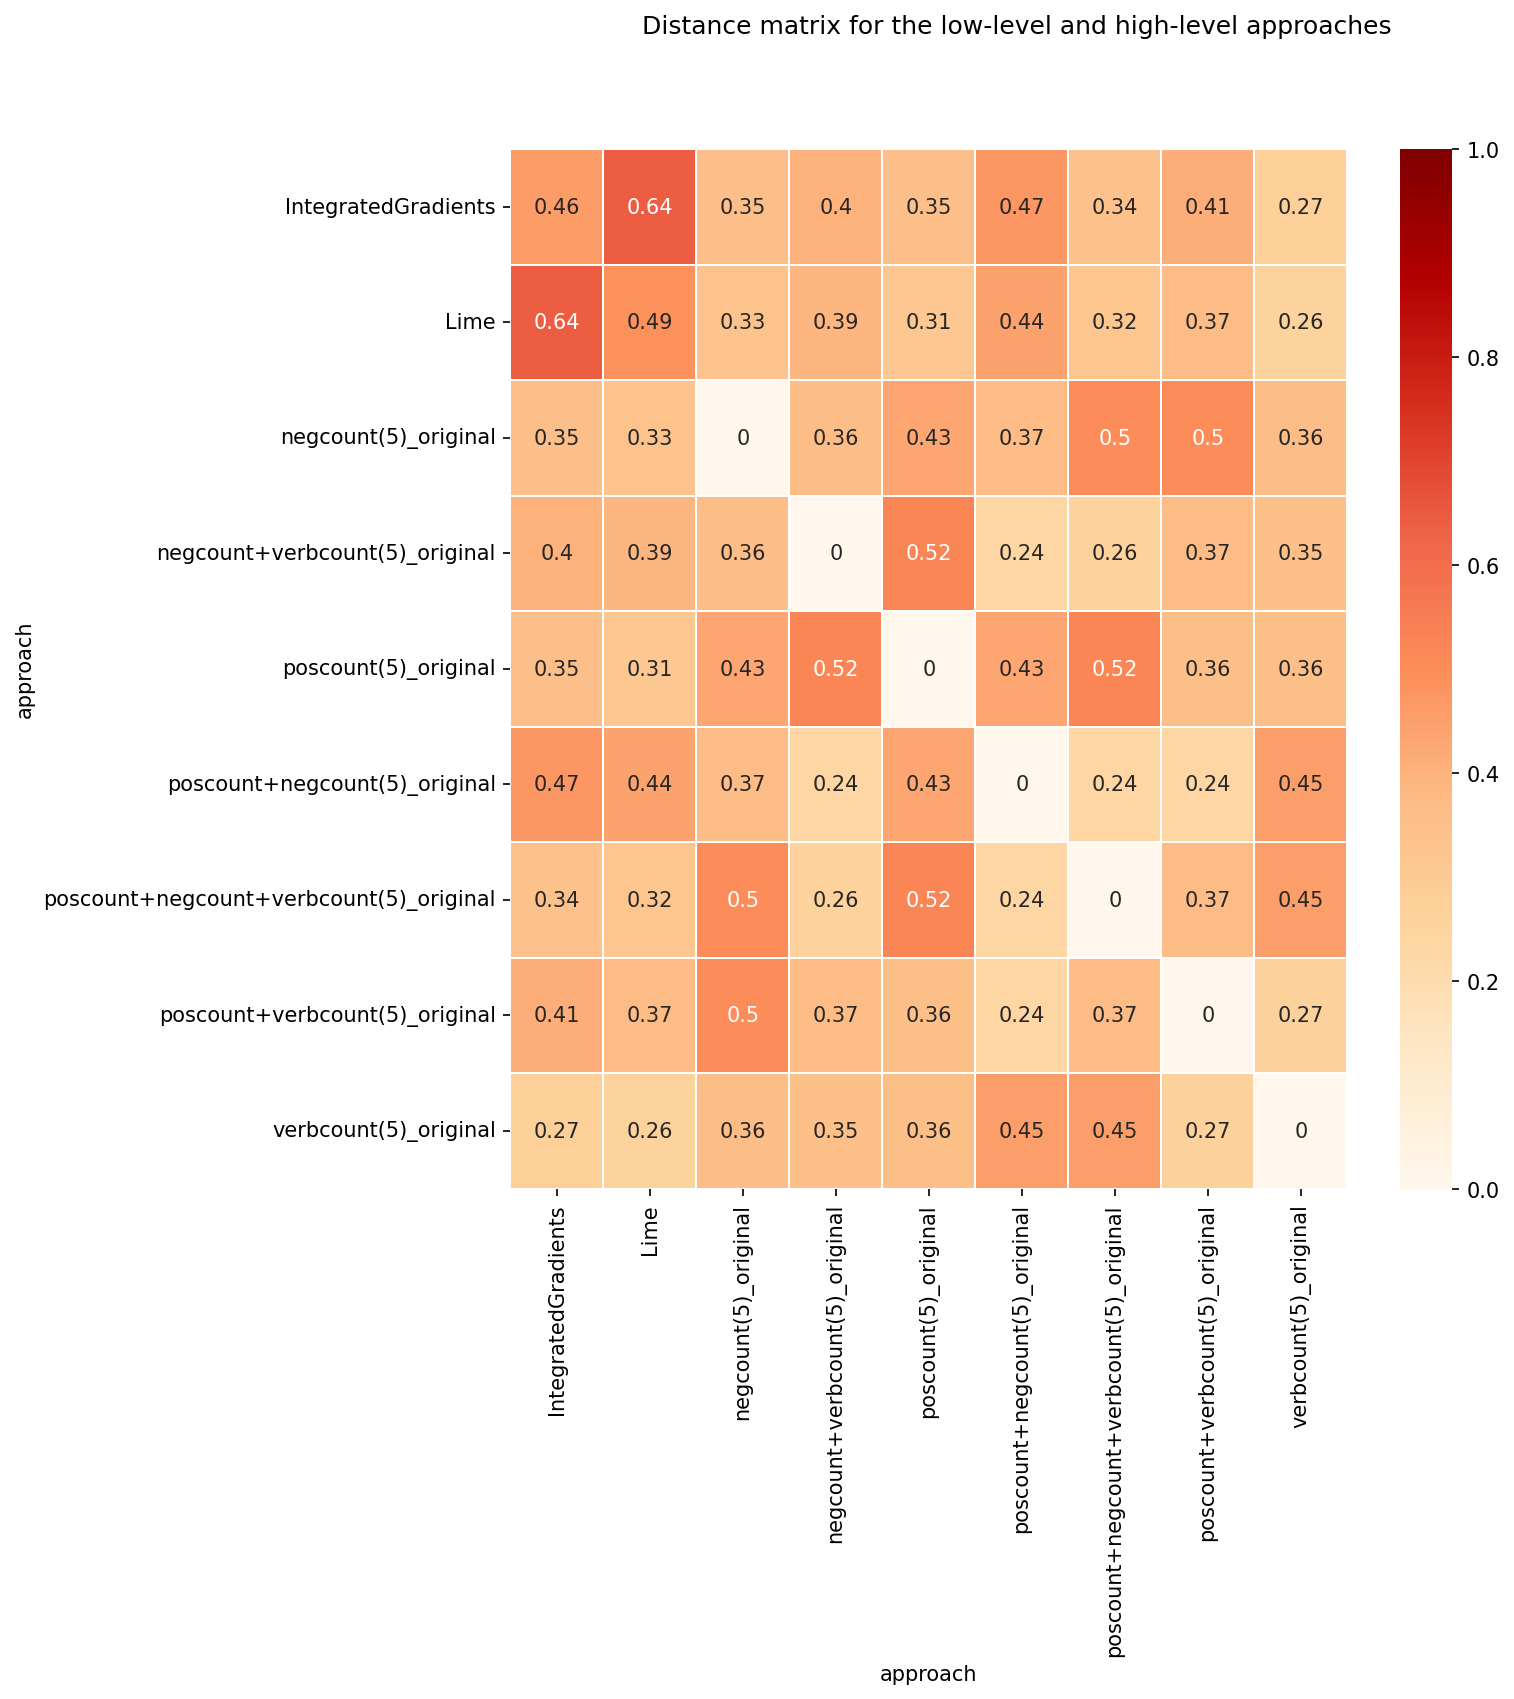 Distance matrix for the low-level and high-level approaches
IntegratedGradients 0.46 0.64 0.35 0.4 0.35 0.47 0.34 0.41 0.27
Lime 0.64 0.49 0.33 0.39 0.31 0.44 0.32 0.37 0.26
negcount(5)_original 0.35 0.33 0 0.36 0.43 0.37 0.5 0.5 0.36
negcount+verbcount(5)_original 0.4 0.39 0.36 0 0.52 0.24 0.26 0.37 0.35
poscount(5)_original 0.35 0.31 0.43 0.52 0 0.43 0.52 0.36 0.36
poscount+negcount(5)_original 0.47 0.44 0.37 0.24 0.43 0 0.24 0.24 0.45
poscount+negcount+verbcount(5)_original 0.34 0.32 0.5 0.26 0.52 0.24 0 0.37 0.45
poscount+verbcount(5)_original 0.41 0.37 0.5 0.37 0.36 0.24 0.37 0 0.27
verbcount(5)_original 0.27 0.26 0.36 0.35 0.36 0.45 0.45 0.27 0
approach
IntegratedGradients
Lime
negcount(5)_original
negcount+verbcount(5)_original
poscount(5)_original
poscount+negcount(5)_original
poscount+negcount+verbcount(5)_original
poscount+verbcount(5)_original
verbcount(5)_original
approach
1.0
0.8
0.6
0.4
0.2
0.0